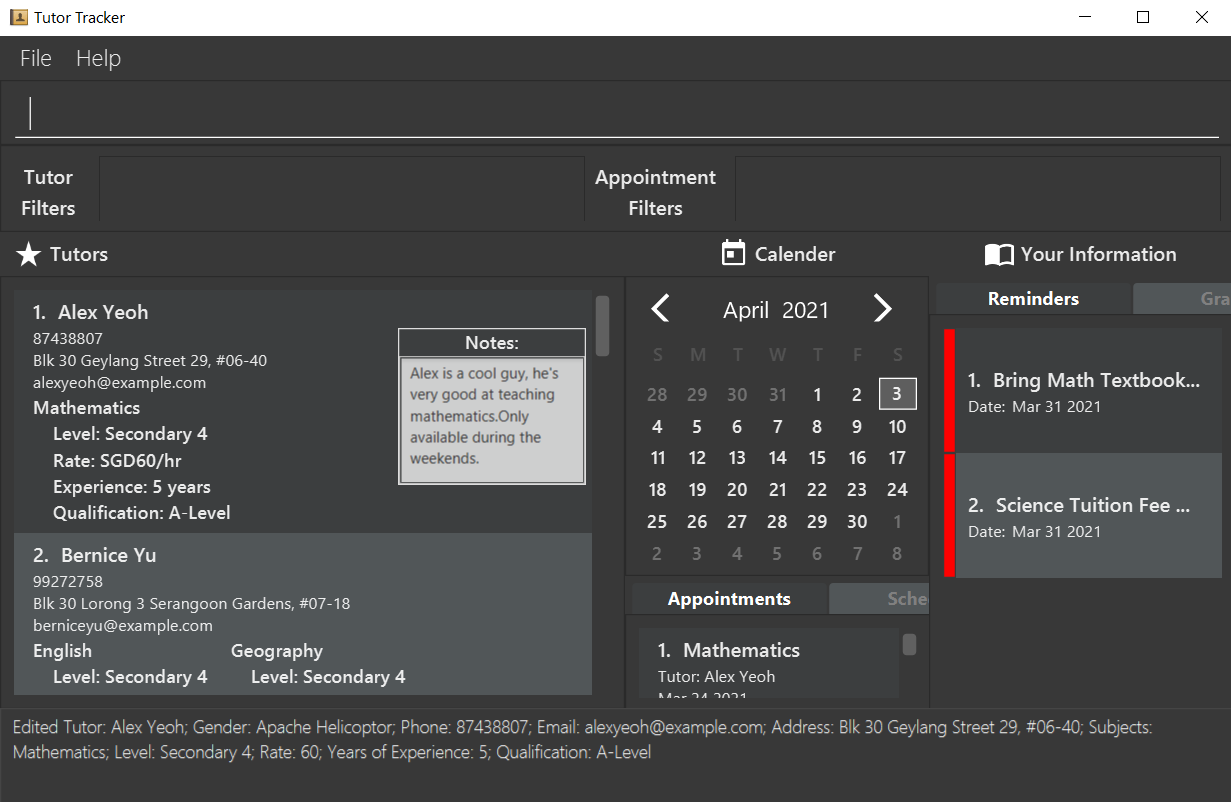 Tutor Tracker
File Help
Tutor
Filters
Appointment
Filters
Tutors
Calender
Your Information
1. Alex Yeoh
87438807
Blk 30 Geylang Street 29, #06-40
alexyeoh@example.com
Mathematics
Level: Secondary 4
Rate: SGD60/hr
Experience: 5 years
Qualification: A-Level
Notes:
Alex is a cool guy, he's
very good at teaching
mathematics.Only
available during the
weekends.
2. Bernice Yu
99272758
Blk 30 Lorong 3 Serangoon Gardens, #07-18
berniceyu@example.com
English Geography
Level: Secondary 4 Level: Secondary 4
April 2021
S M T W T F S
28 29 30 31 1 2 3
4 5 6 7 8 9 10
11 12 13 14 15 16 17
18 19 20 21 22 23 24
25 26 27 28 29 30 1
2 3 4 5 6 7 8
Appointments Sche
1. Mathematics
Tutor: Alex Yeoh
Mar 24 2021
Reminders Gra
1. Bring Math Textbook...
Date: Mar 31 2021
2. Science Tuition Fee ...
Date: Mar 31 2021
Edited Tutor: Alex Yeoh; Gender: Apache Helicoptor; Phone: 87438807; Email: alexyeoh@example.com; Address: Blk 30 Geylang Street 29, #06-40; Subjects:
Mathematics; Level: Secondary 4; Rate: 60; Years of Experience: 5; Qualification: A-Level